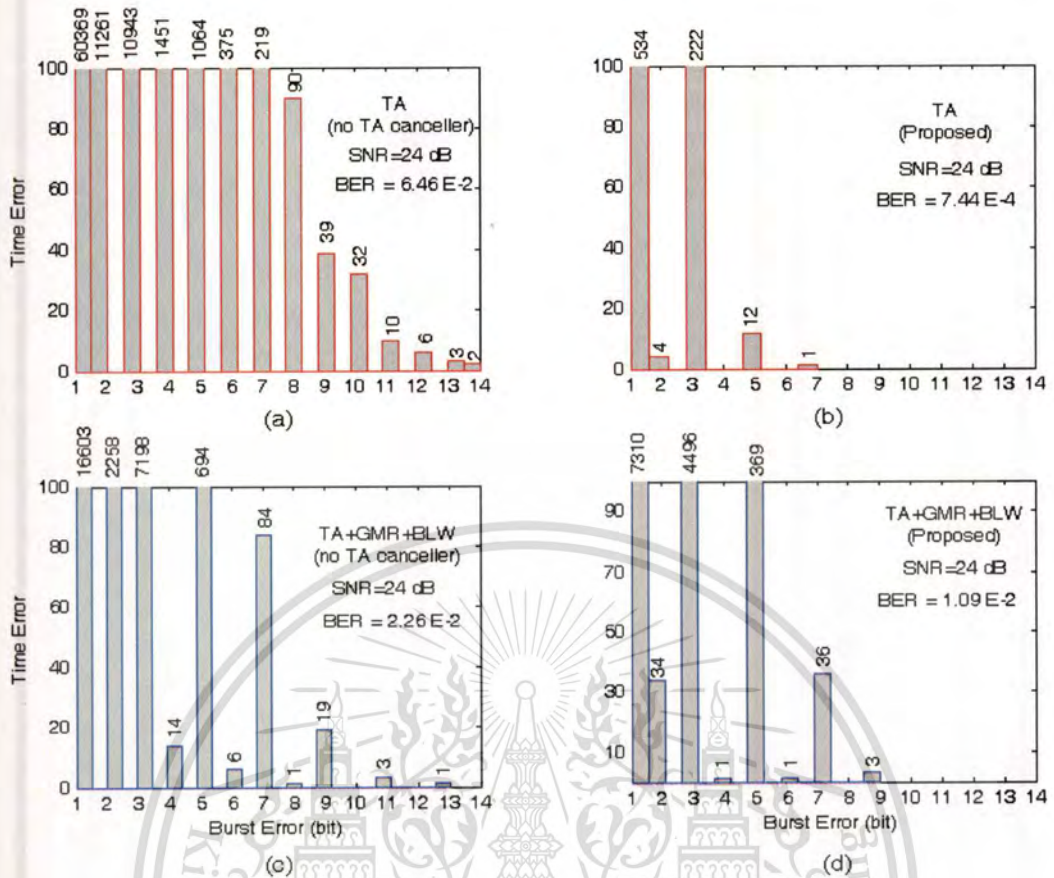 60369 11261 10943 1451 1064 375 219
100
80
60
40
20
0
Time Error
90
39
32
10
6
3
2
TA
(no TA canceller)
SNR=24 dB
BER = 6.46 E-2
1 2 3 4 5 6 7 8 9 10 11 12 13 14
(a)
534 222
100
80
60
40
20
0
4
12
1
TA
(Proposed)
SNR=24 dB
BER = 7.44 E-4
1 2 3 4 5 6 7 8 9 10 11 12 13 14
(b)
16603 2258 7198 694
100
80
60
40
20
0
Time Error
14
6
84
1
19
3
1
TA+GMR+BLW
(no TA canceller)
SNR=24 dB
BER = 2.26 E-2
1 2 3 4 5 6 7 8 9 10 11 12 13 14
Burst Error (bit)
(c)
7310 4496 369
90
70
50
30
10
34
1
1
36
3
TA+GMR+BLW
(Proposed)
SNR=24 dB
BER = 1.09 E-2
1 2 3 4 5 6 7 8 9 10 11 12 13 14
Burst Error (bit)
(d)